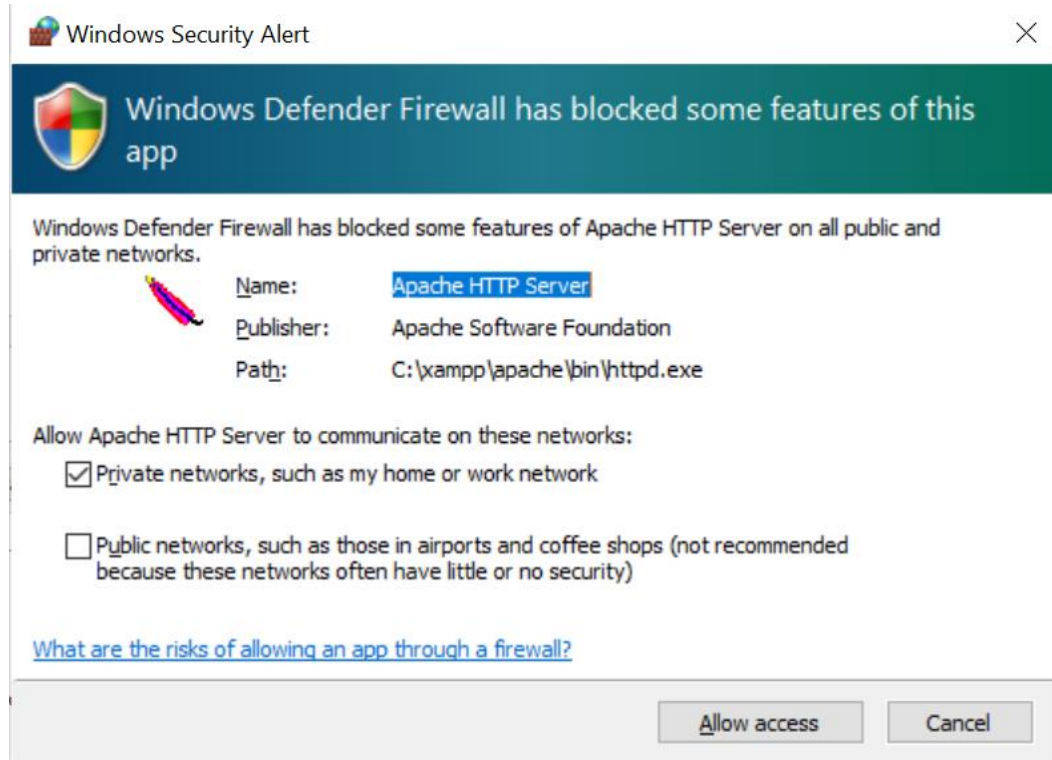 Windows Security Alert
Windows Defender Firewall has blocked some features of this
app
Windows Defender Firewall has blocked some features of Apache HTTP Server on all public and
private networks.
Name: Apache HTTP Server
Publisher: Apache Software Foundation
Path: C:\xampp\apache\bin\httpd.exe
Allow Apache HTTP Server to communicate on these networks:
Private networks, such as my home or work network
Public networks, such as those in airports and coffee shops (not recommended
because these networks often have little or no security)
What are the risks of allowing an app through a firewall?
Allow access Cancel